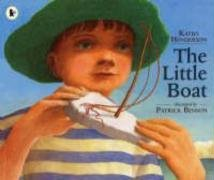 KATHY
HENDERSON
The
Little
Boat
illustrated by
PATRICK BENSON